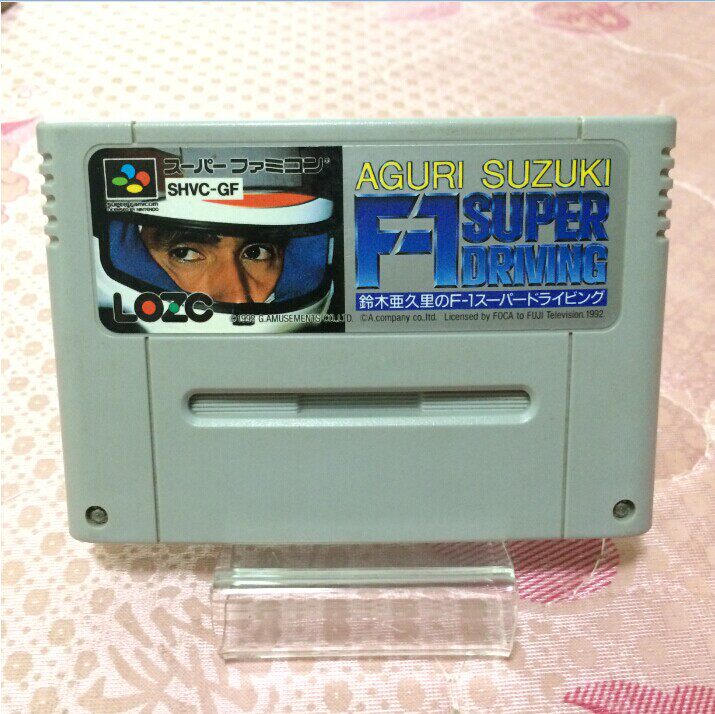 スーパーファミコン®
SHVC-GF
LOZC
©1992 G.AMUSEMENTS CO.,LTD.
AGURI SUZUKI
F-1
SUPER
DRIVING
鈴木亜久里のF-1スーパードライビング
©A.company co.,ltd. Licensed by FOCA to FUJI Television.1992